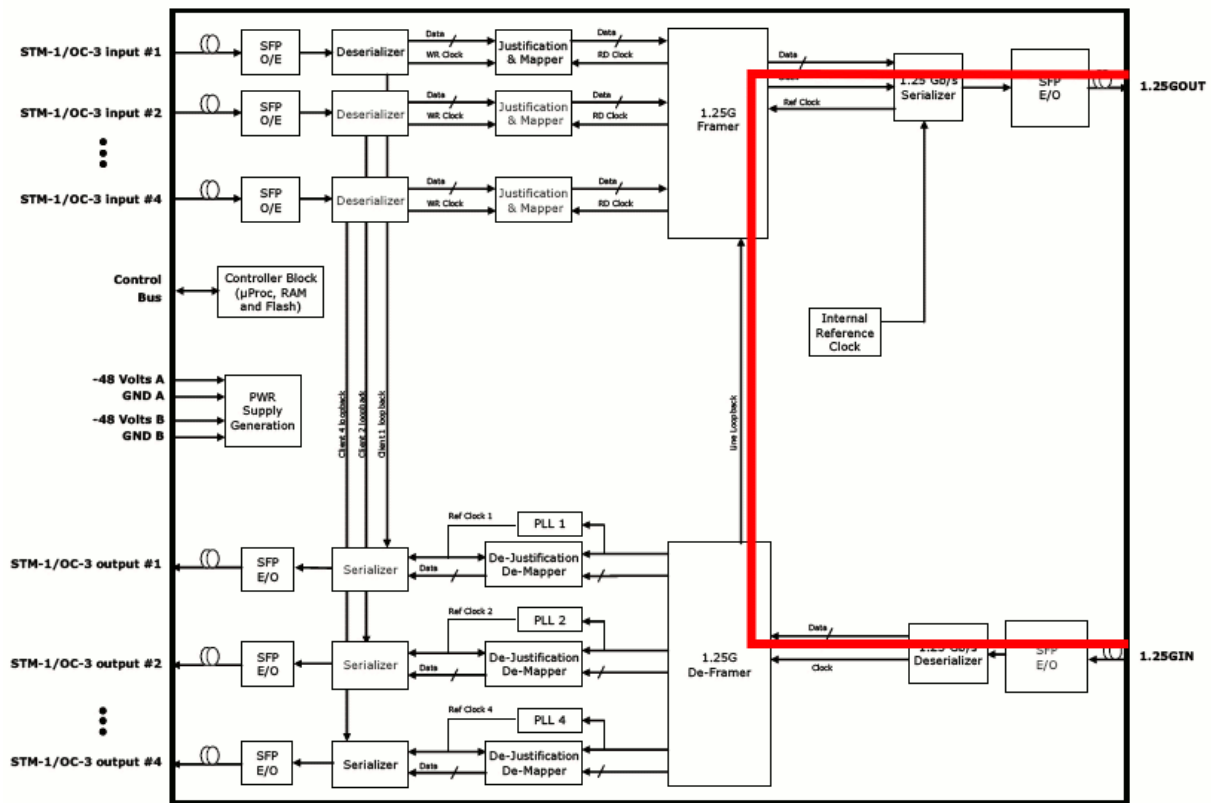 STM-1/OC-3 input #1
SFP
O/E
Deserializer
Data
WR Clock
Justification
& Mapper
Data
RD Clock
1.25G
Framer
Data
Ref Clock
1.25 Gb/s
Serializer
SFP
E/O
1.25GOUT
STM-1/OC-3 input #2
SFP
O/E
Deserializer
Data
WR Clock
Justification
& Mapper
Data
RD Clock
STM-1/OC-3 input #4
SFP
O/E
Deserializer
Data
WR Clock
Justification
& Mapper
Data
RD Clock
Control
Bus
Controller Block
(µProc, RAM
and Flash)
Internal
Reference
Clock
-48 Volts A
GND A
-48 Volts B
GND B
PWR
Supply
Generation
Client 4 loopback
Client 2 loopback
Client 1 loopback
Line Loopback
STM-1/OC-3 output #1
SFP
E/O
Serializer
Ref Clock 1
PLL 1
Data
De-Justification
De-Mapper
1.25G
De-Framer
STM-1/OC-3 output #2
SFP
E/O
Serializer
Ref Clock 2
PLL 2
Data
De-Justification
De-Mapper
Data
Clock
1.25 Gb/s
Deserializer
SFP
E/O
1.25GIN
STM-1/OC-3 output #4
SFP
E/O
Serializer
Ref Clock 4
PLL 4
Data
De-Justification
De-Mapper